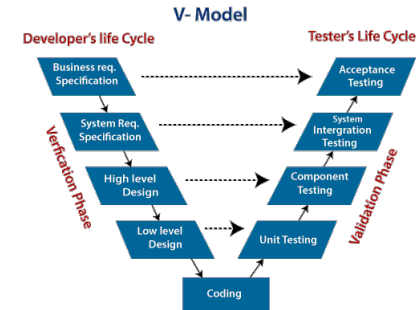 V- Model
Developer's life Cycle
Tester's Life Cycle
Business req.
Specification
Acceptance
Testing
System Req.
Specification
System
Intergration
Testing
High level
Design
Component
Testing
Low level
Design
Unit Testing
Coding
Verfication Phase
Validation Phase